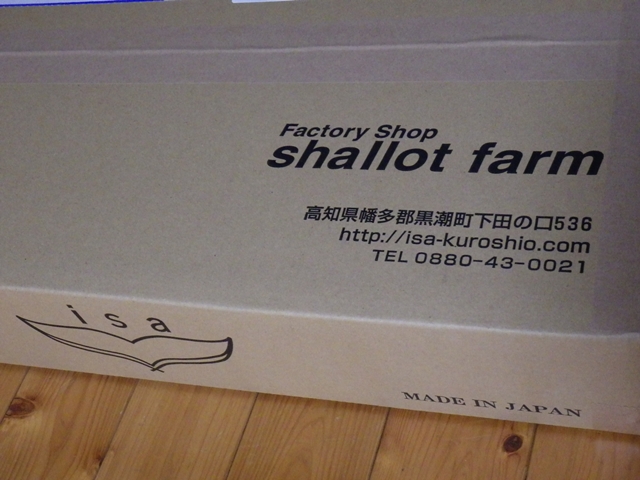 Factory Shop
shallot farm
高知県幡多郡黒潮町下田の口536
http://isa-kuroshio.com
TEL 0880-43-0021
isa
MADE IN JAPAN